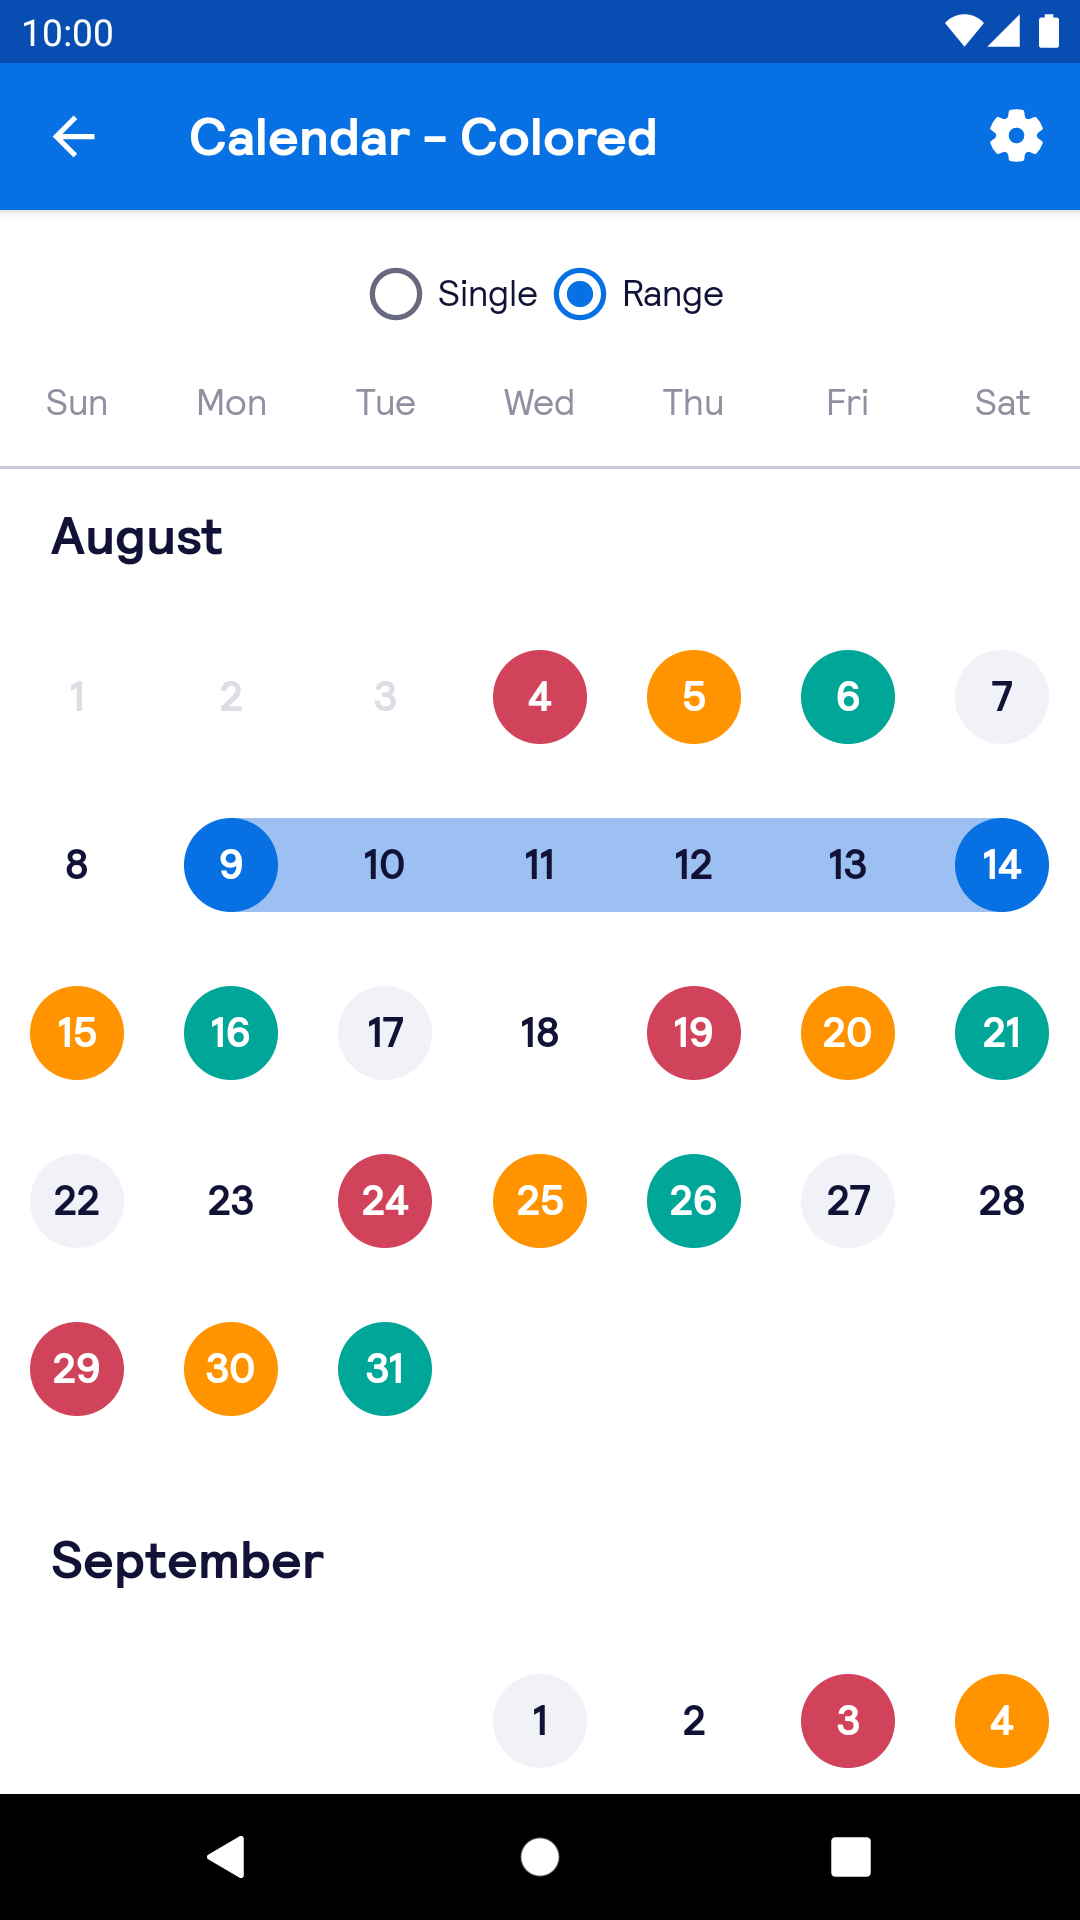 10:00
Calendar - Colored
Single Range
Sun Mon Tue Wed Thu Fri Sat
August
1 2 3 4 5 6 7
8 9 10 11 12 13 14
15 16 17 18 19 20 21
22 23 24 25 26 27 28
29 30 31
September
1 2 3 4